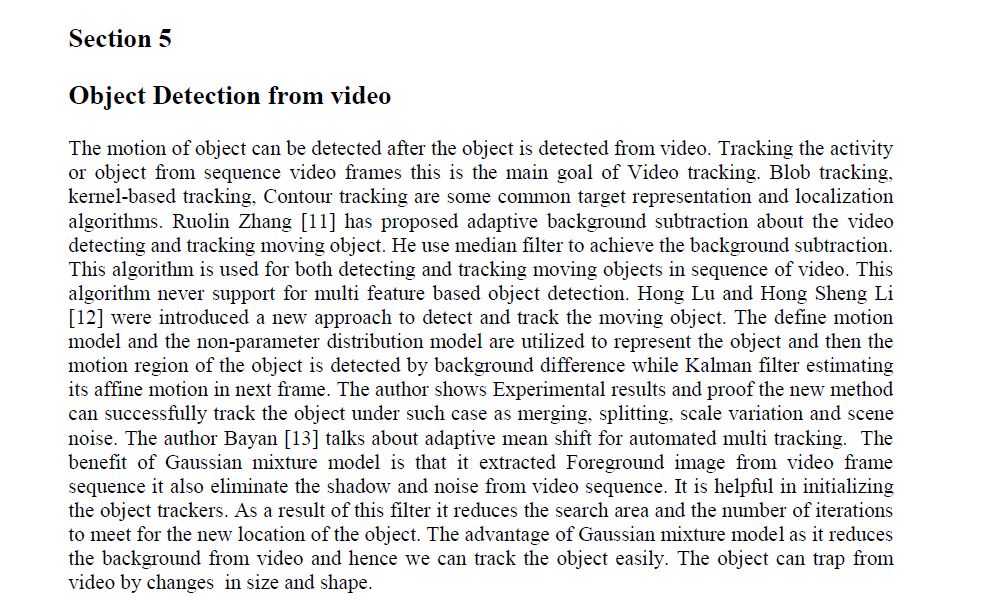 Section 5
Object Detection from video
The motion of object can be detected after the object is detected from video. Tracking the activity
or object from sequence video frames this is the main goal of Video tracking. Blob tracking,
kernel-based tracking, Contour tracking are some common target representation and localization
algorithms. Ruolin Zhang [11] has proposed adaptive background subtraction about the video
detecting and tracking moving object. He use median filter to achieve the background subtraction.
This algorithm is used for both detecting and tracking moving objects in sequence of video. This
algorithm never support for multi feature based object detection. Hong Lu and Hong Sheng Li
[12] were introduced a new approach to detect and track the moving object. The define motion
model and the non-parameter distribution model are utilized to represent the object and then the
motion region of the object is detected by background difference while Kalman filter estimating
its affine motion in next frame. The author shows Experimental results and proof the new method
can successfully track the object under such case as merging, splitting, scale variation and scene
noise. The author Bayan [13] talks about adaptive mean shift for automated multi tracking.  The
benefit of Gaussian mixture model is that it extracted Foreground image from video frame
sequence it also eliminate the shadow and noise from video sequence. It is helpful in initializing
the object trackers. As a result of this filter it reduces the search area and the number of iterations
to meet for the new location of the object. The advantage of Gaussian mixture model as it reduces
the background from video and hence we can track the object easily. The object can trap from
video by changes  in size and shape.